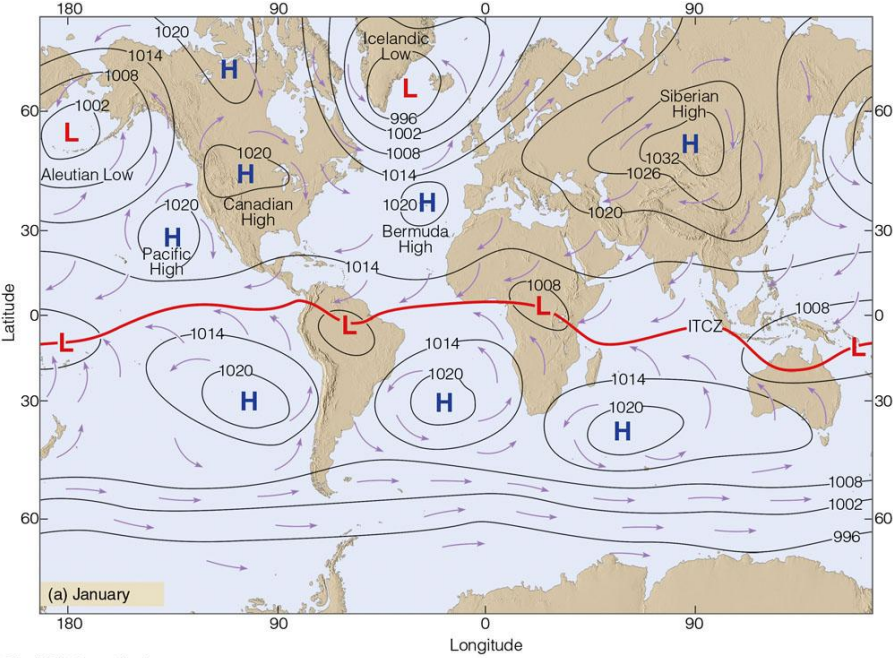 180 90 0 90
1020
Icelandic
Low
1014
H
1008
L
Siberian
High
60 1002 996 60
L
1002
H
1020
1008
1032
H
1026
Aleutian Low
1014
Canadian
High
1020
1020 H
1020
Bermuda
High
30 H 30
Pacific
High
1014
1008
L
1008
Latitude
0 L ITCZ 0
L
L
1014
1014
1020
1020
1014
30 H H 1020 30
H
1008
1002
60 60
996
(a) January
180 90 0 90
Longitude